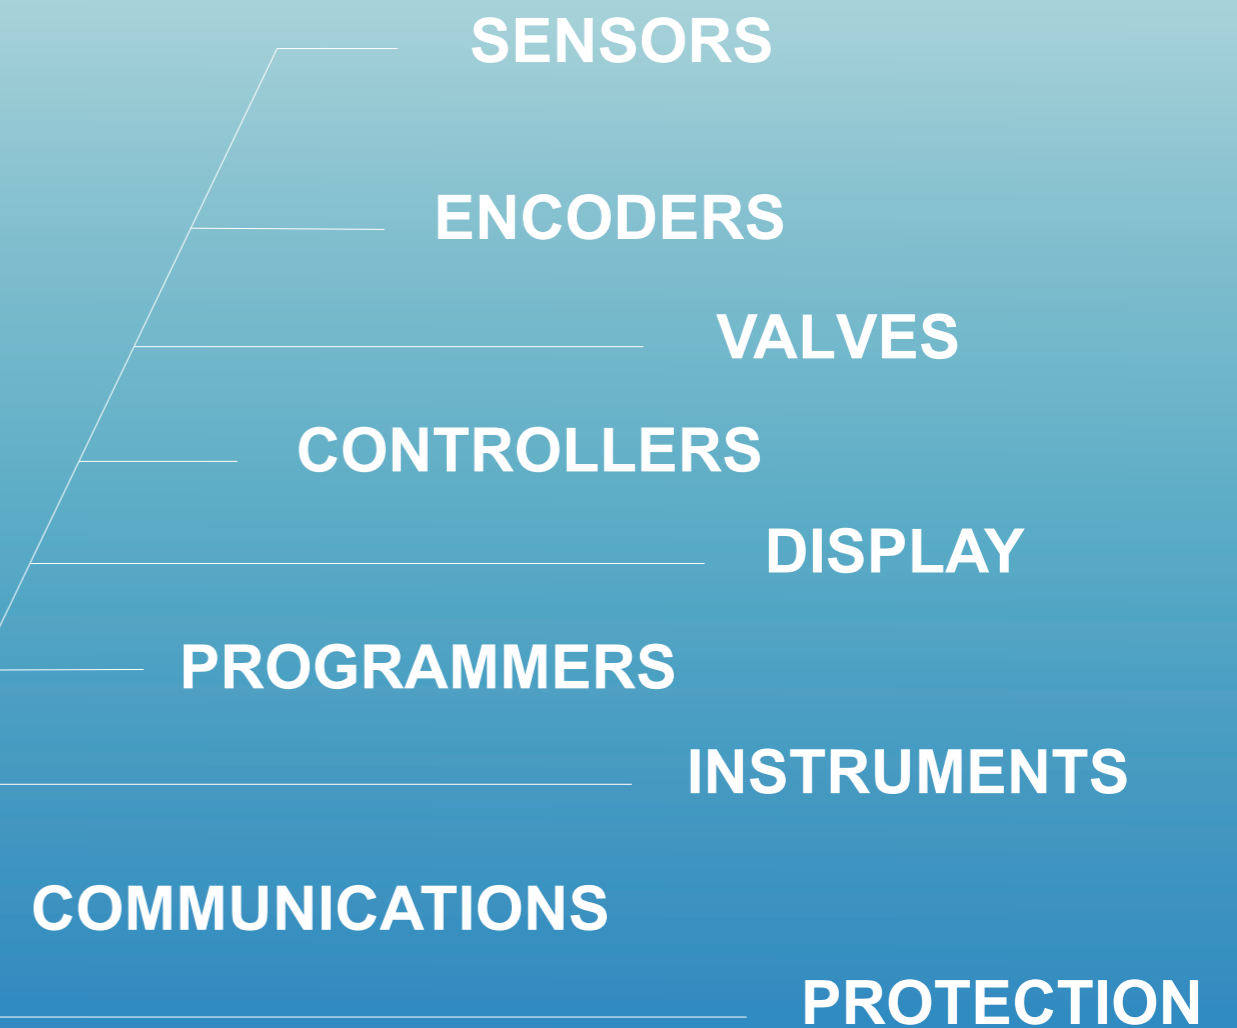 SENSORS
ENCODERS
VALVES
CONTROLLERS
DISPLAY
PROGRAMMERS
INSTRUMENTS
COMMUNICATIONS
PROTECTION